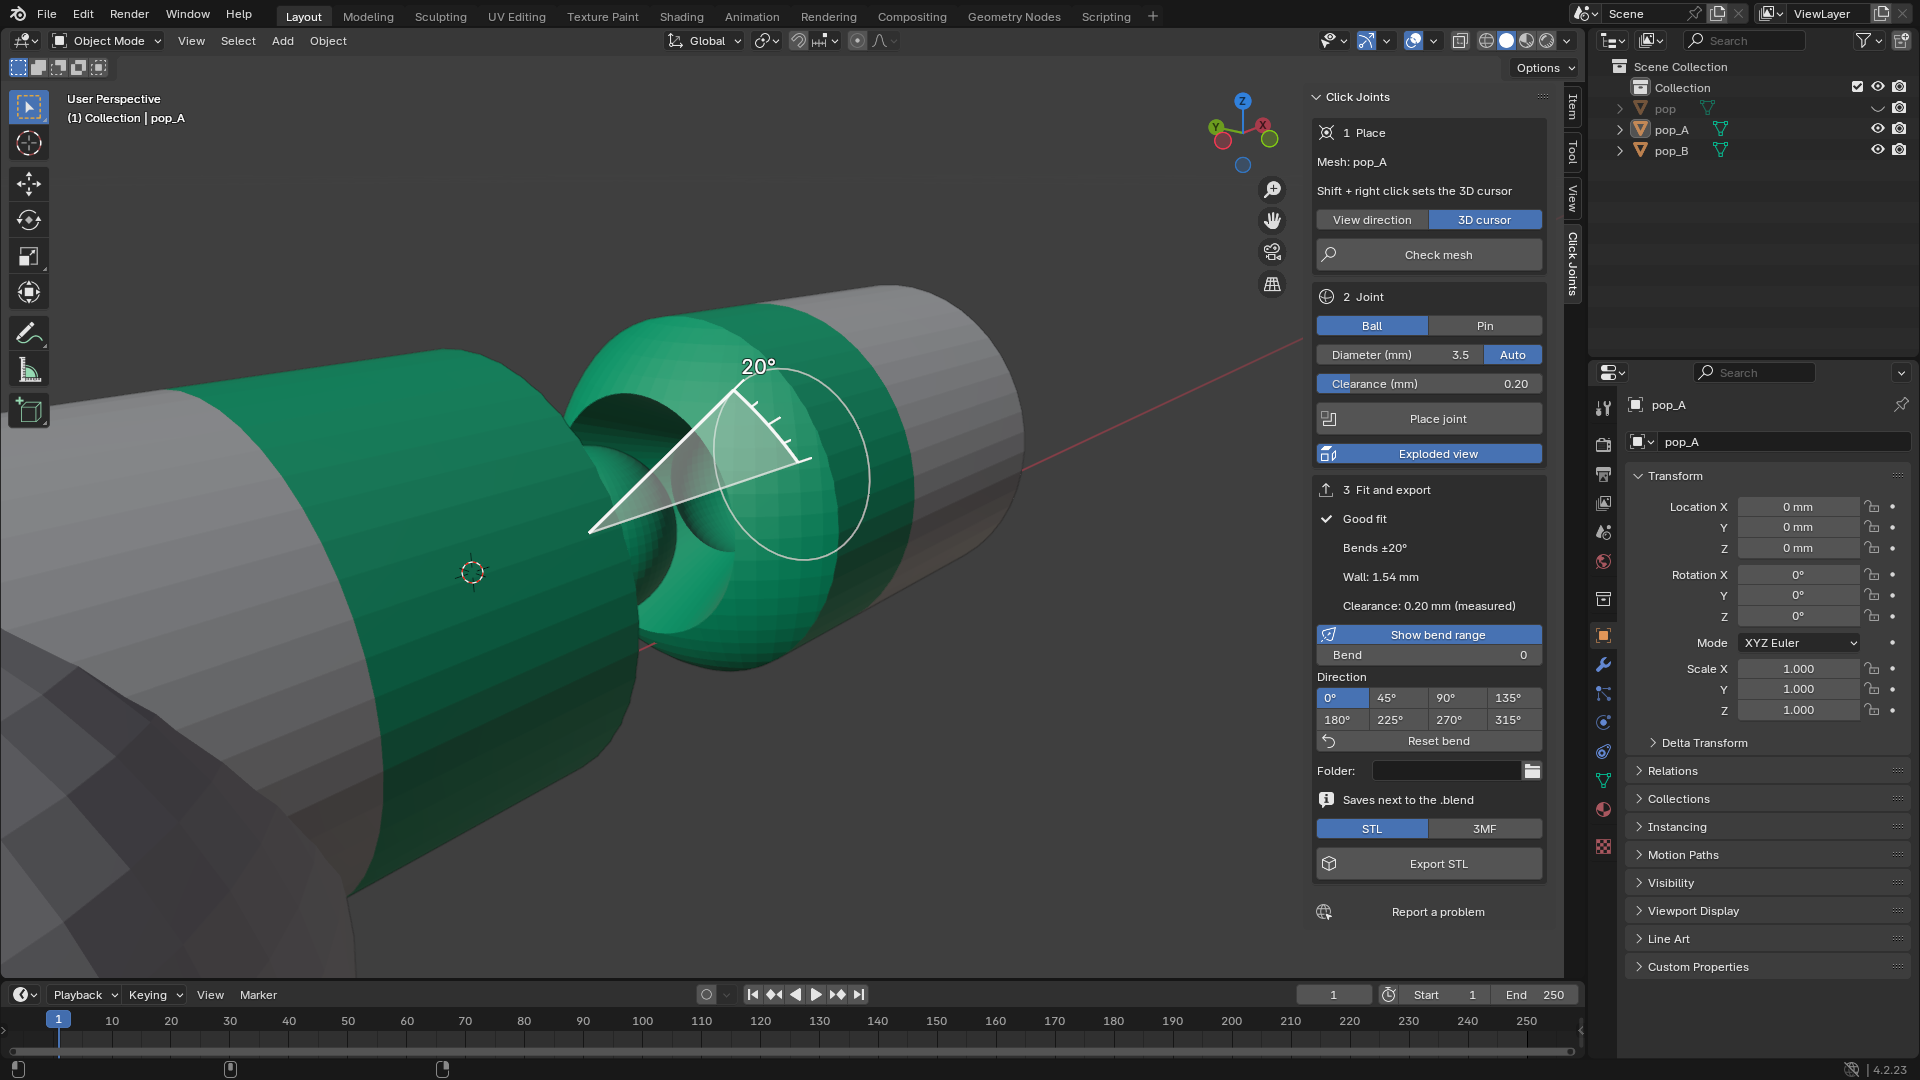 File Edit Render Window Help Layout Modeling Sculpting UV Editing Texture Paint Shading Animation Rendering Compositing Geometry Nodes Scripting Scene ViewLayer
Object Mode View Select Add Object Global Search
Options
User Perspective
(1) Collection | pop_A
Z
Y
X
20°
Click Joints
1 Place
Mesh: pop_A
Shift + right click sets the 3D cursor
View direction 3D cursor
Check mesh
2 Joint
Ball Pin
Diameter (mm) 3.5 Auto
Clearance (mm) 0.20
Place joint
Exploded view
3 Fit and export
Good fit
Bends ±20°
Wall: 1.54 mm
Clearance: 0.20 mm (measured)
Show bend range
Bend 0
Direction
0° 45° 90° 135°
180° 225° 270° 315°
Reset bend
Folder:
Saves next to the .blend
STL 3MF
Export STL
Report a problem
Item
Tool
View
Click Joints
Scene Collection
Collection
pop
pop_A
pop_B
Search
pop_A
pop_A
Transform
Location X 0 mm
Y 0 mm
Z 0 mm
Rotation X 0°
Y 0°
Z 0°
Mode XYZ Euler
Scale X 1.000
Y 1.000
Z 1.000
Delta Transform
Relations
Collections
Instancing
Motion Paths
Visibility
Viewport Display
Line Art
Custom Properties
Playback Keying View Marker 1 Start 1 End 250
1 10 20 30 40 50 60 70 80 90 100 110 120 130 140 150 160 170 180 190 200 210 220 230 240 250
4.2.23